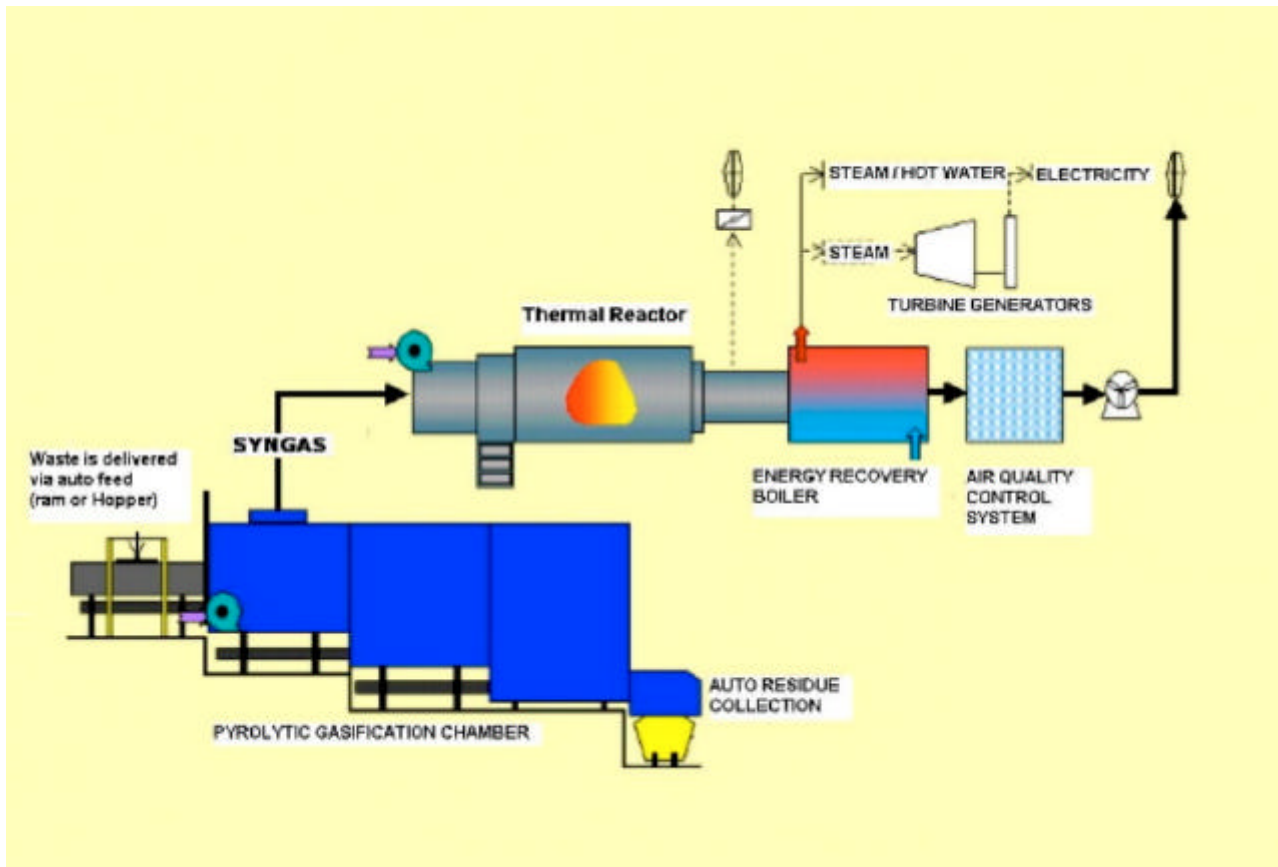 STEAM / HOT WATER
ELECTRICITY
STEAM
TURBINE GENERATORS
Thermal Reactor
SYNGAS
Waste is delivered
via auto feed
(ram or Hopper)
ENERGY RECOVERY
BOILER
AIR QUALITY
CONTROL
SYSTEM
AUTO RESIDUE
COLLECTION
PYROLYTIC GASIFICATION CHAMBER